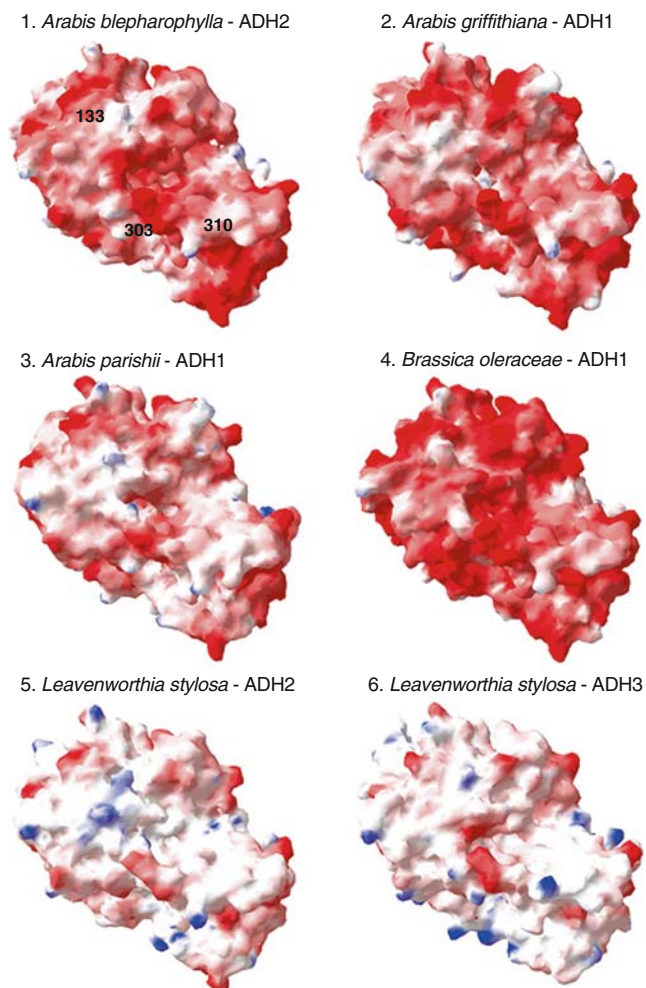 1. Arabis blepharophylla - ADH2
2. Arabis griffithiana - ADH1
133
303
310
3. Arabis parishii - ADH1
4. Brassica oleraceae - ADH1
5. Leavenworthia stylosa - ADH2
6. Leavenworthia stylosa - ADH3